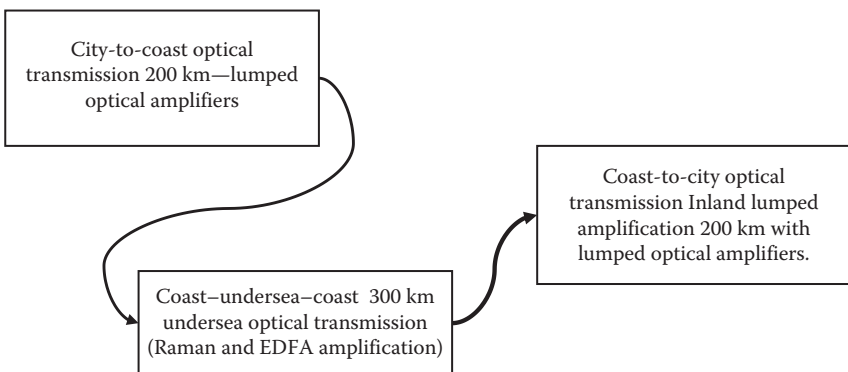 City-to-coast optical
transmission 200 km—lumped
optical amplifiers
Coast-to-city optical
transmission Inland lumped
amplification 200 km with
lumped optical amplifiers.
Coast–undersea–coast 300 km
undersea optical transmission
(Raman and EDFA amplification)